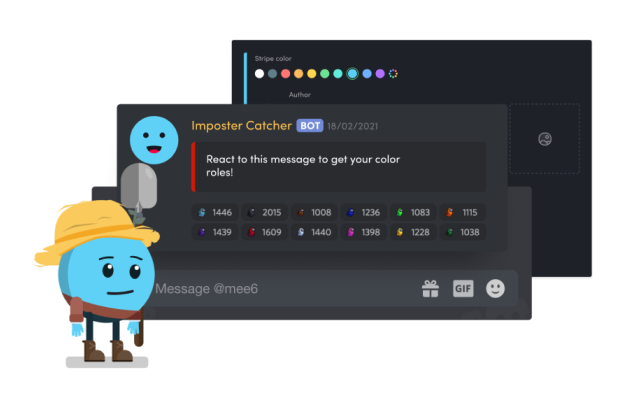 Stripe color
Author
Imposter Catcher BOT 18/02/2021
React to this message to get your color
roles!
1446 2015 1008 1236 1083 1115
1439 1609 1440 1398 1228 1038
Message @mee6
GIF